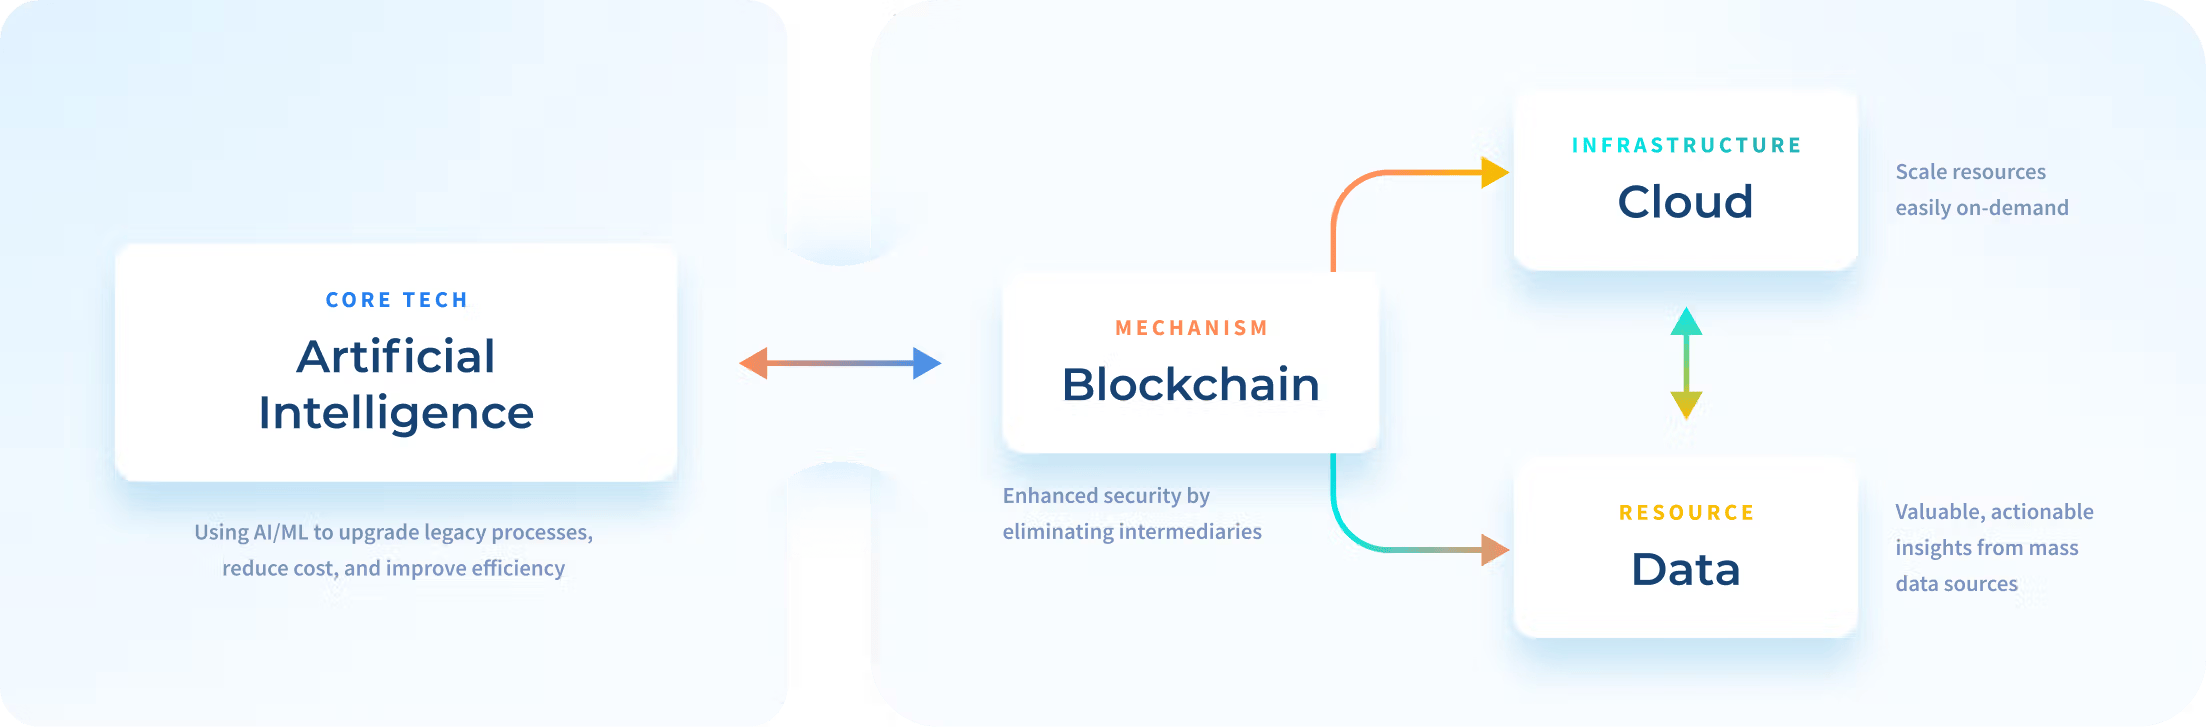 CORE TECH
Artificial
Intelligence
Using AI/ML to upgrade legacy processes,
reduce cost, and improve efficiency
MECHANISM
Blockchain
Enhanced security by
eliminating intermediaries
INFRASTRUCTURE
Cloud
Scale resources
easily on-demand
RESOURCE
Data
Valuable, actionable
insights from mass
data sources